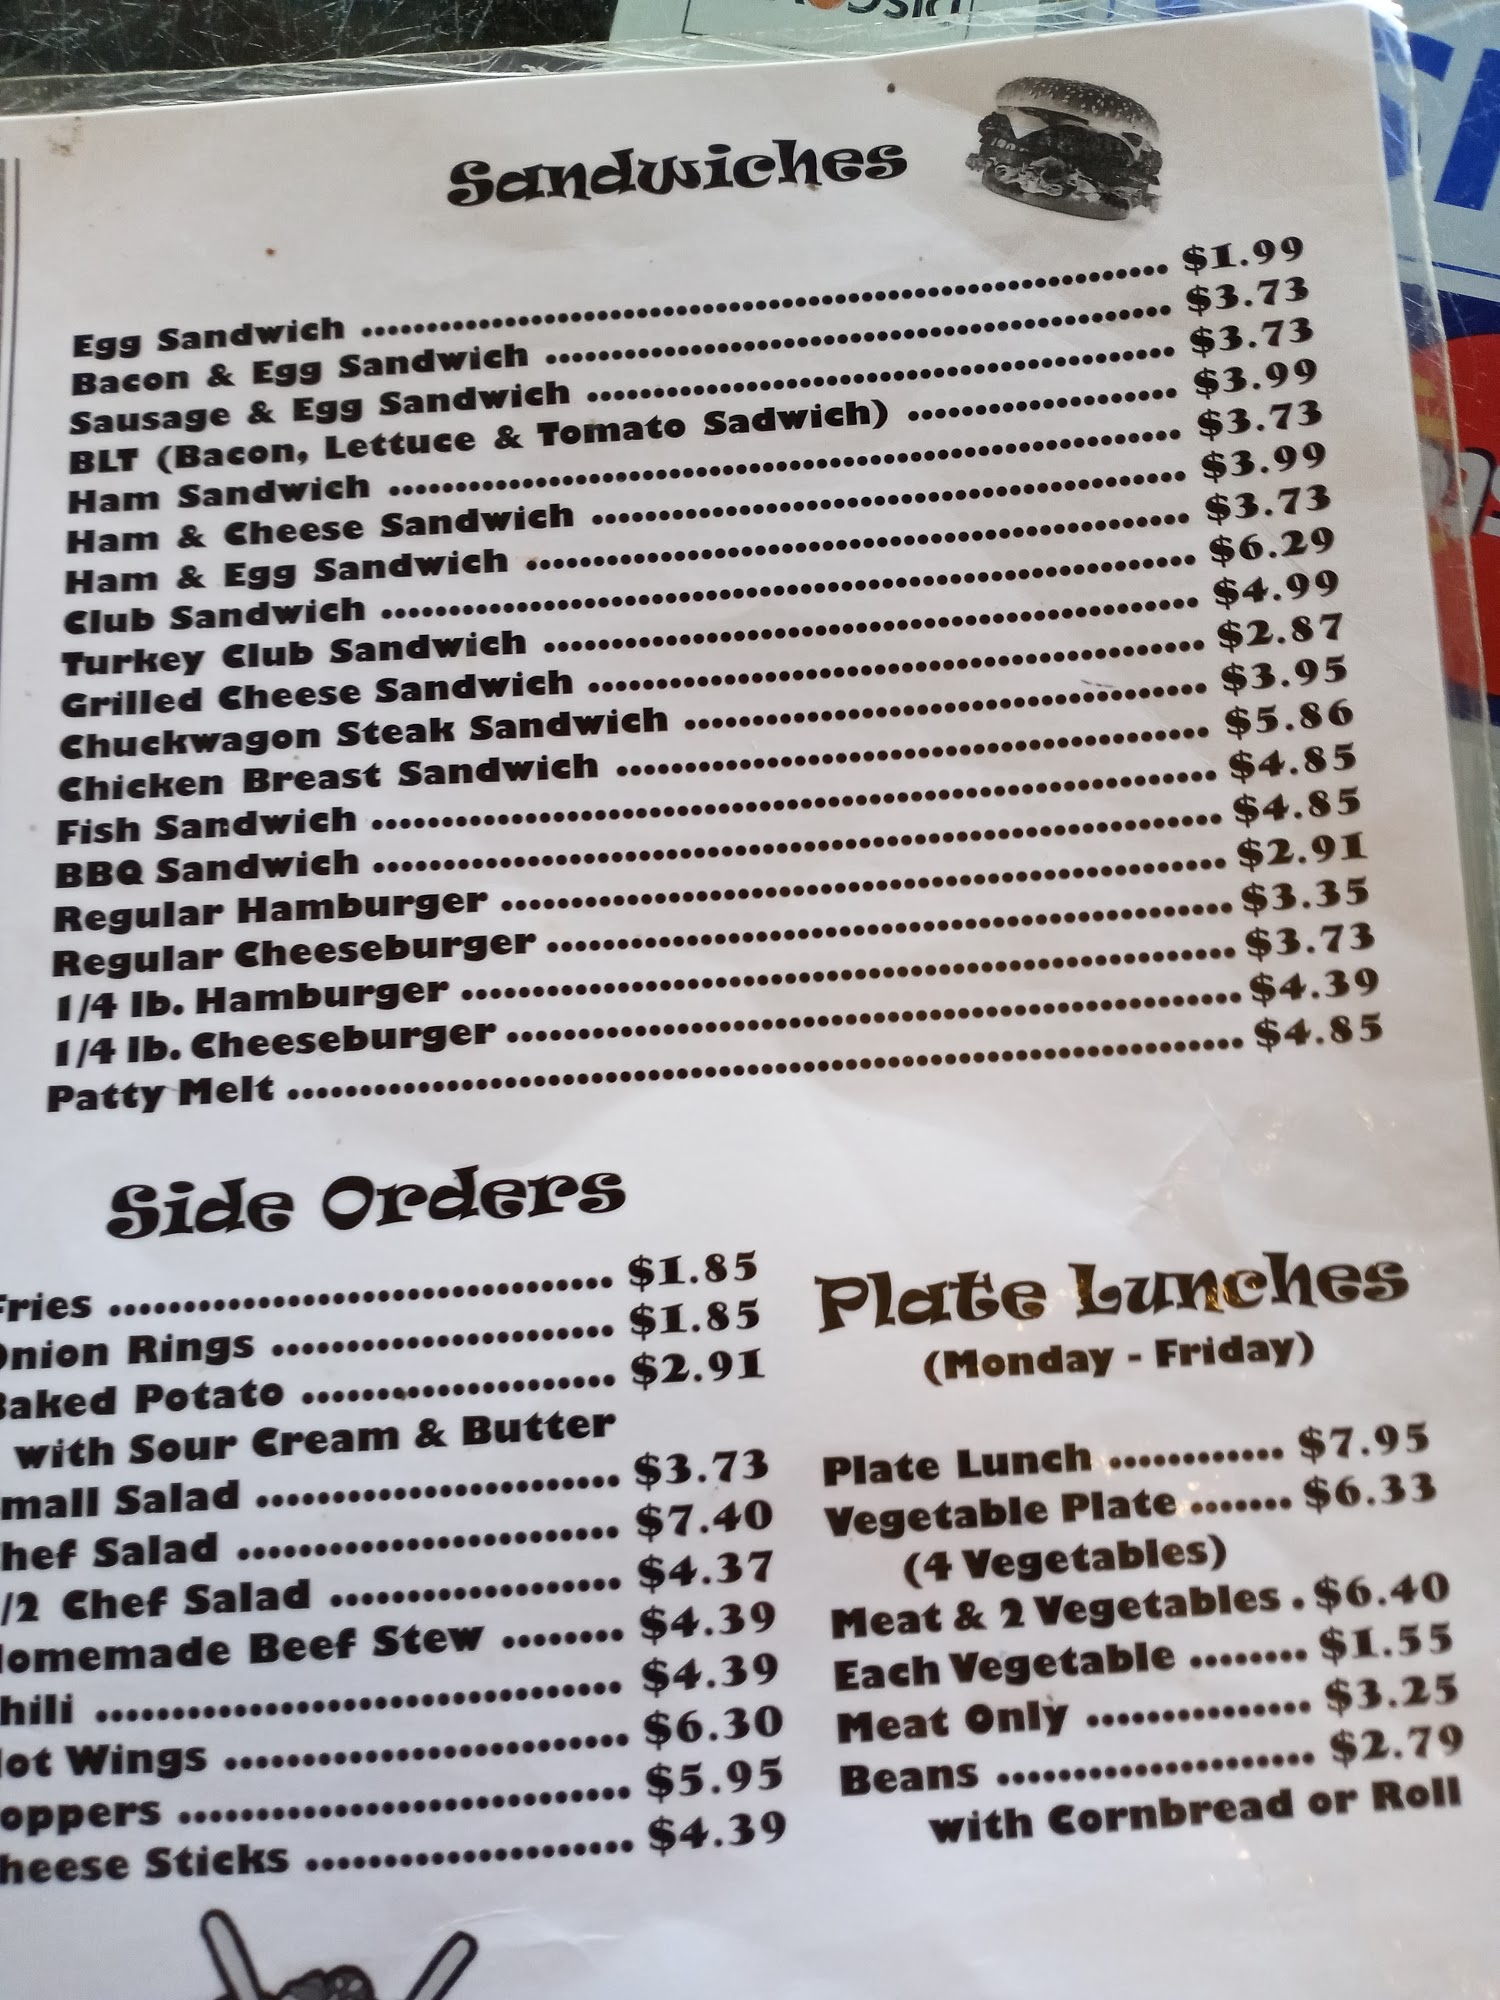 Sandwiches
Egg Sandwich ........ $1.99
Bacon & Egg Sandwich ........ $3.73
Sausage & Egg Sandwich ........ $3.73
BLT (Bacon, Lettuce & Tomato Sadwich) ........ $3.99
Ham Sandwich ........ $3.73
Ham & Cheese Sandwich ........ $3.99
Ham & Egg Sandwich ........ $3.73
Club Sandwich ........ $6.29
Turkey Club Sandwich ........ $4.99
Grilled Cheese Sandwich ........ $2.87
Chuckwagon Steak Sandwich ........ $3.95
Chicken Breast Sandwich ........ $5.86
Fish Sandwich ........ $4.85
BBQ Sandwich ........ $4.85
Regular Hamburger ........ $2.91
Regular Cheeseburger ........ $3.35
1/4 lb. Hamburger ........ $3.73
1/4 lb. Cheeseburger ........ $4.39
Patty Melt ........ $4.85
Side Orders
Fries ........ $1.85
Onion Rings ........ $1.85
Baked Potato ........ $2.91
with Sour Cream & Butter
mall Salad ........ $3.73
hef Salad ........ $7.40
/2 Chef Salad ........ $4.37
omemade Beef Stew ........ $4.39
hili ........ $4.39
ot Wings ........ $6.30
oppers ........ $5.95
heese Sticks ........ $4.39
Plate Lunches
(Monday - Friday)
Plate Lunch ........ $7.95
Vegetable Plate ....... $6.33
(4 Vegetables)
Meat & 2 Vegetables . $6.40
Each Vegetable ........ $1.55
Meat Only ........ $3.25
Beans ........ $2.79
with Cornbread or Roll